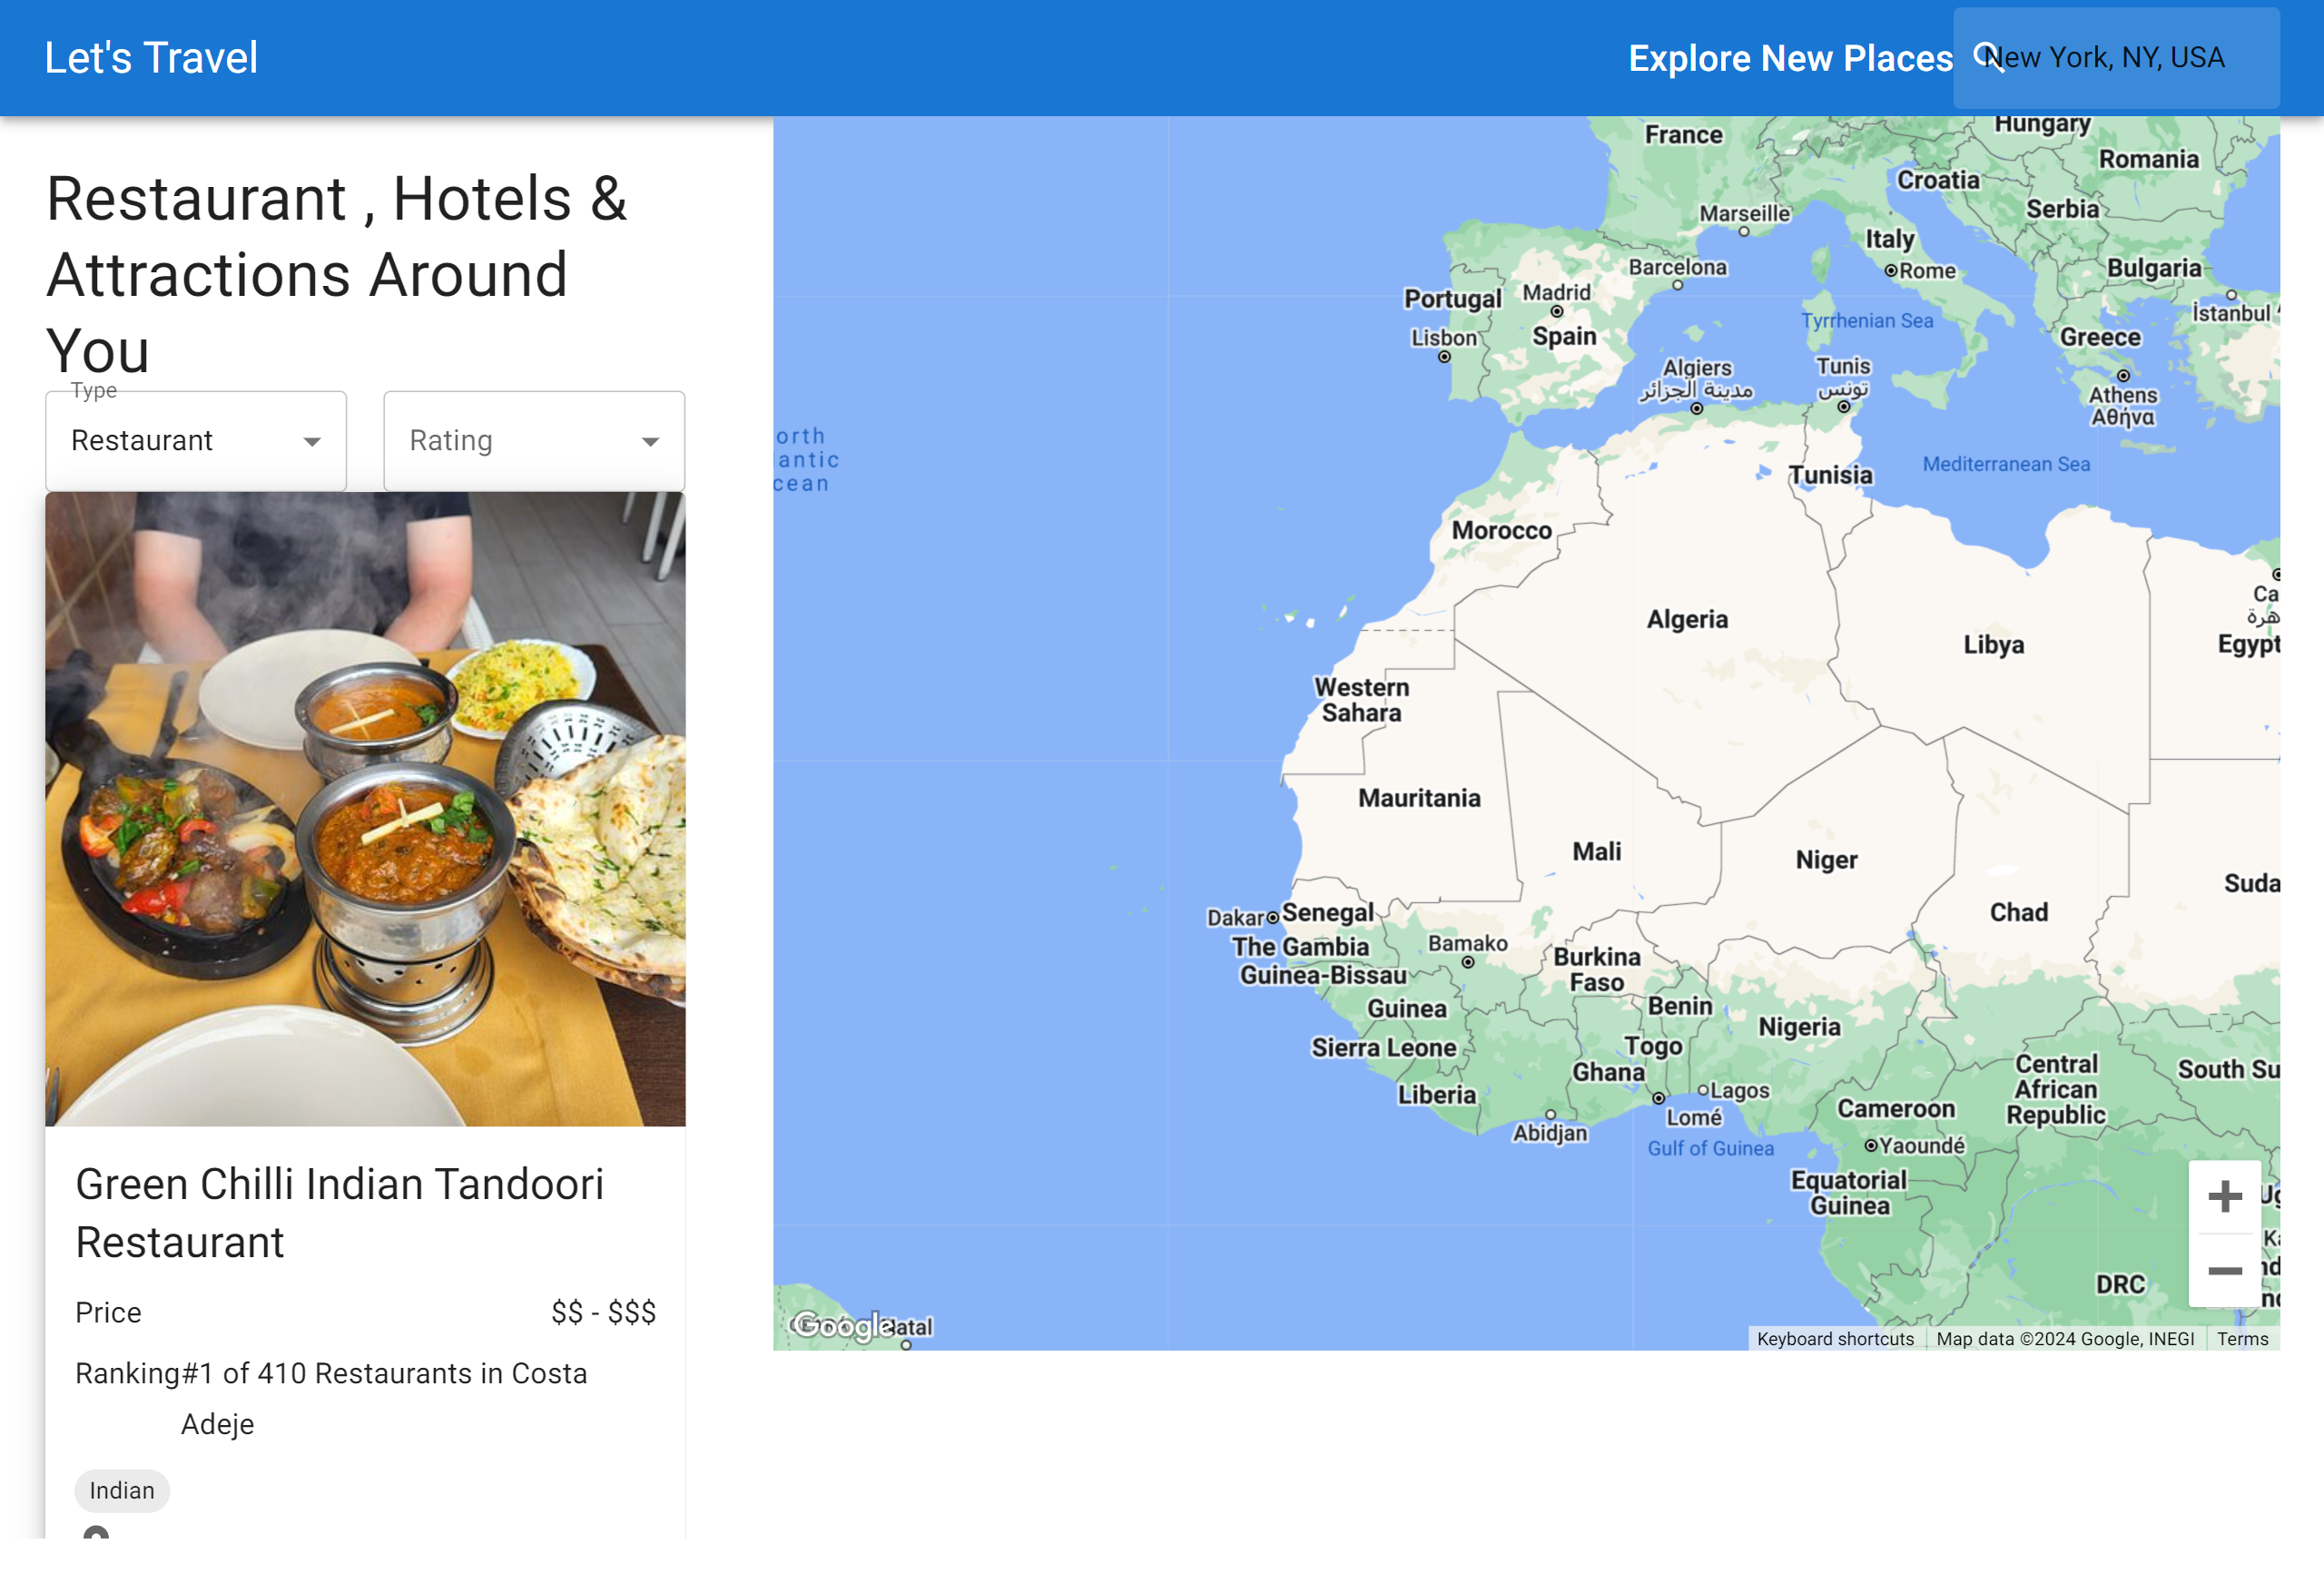 Let's Travel
Explore New Places
New York, NY, USA
Restaurant , Hotels &
Attractions Around
You
Type
Restaurant
Rating
Green Chilli Indian Tandoori
Restaurant
Price
$$ - $$$
Ranking
#1 of 410 Restaurants in Costa
Adeje
Indian
France
Hungary
Romania
Croatia
Serbia
Marseille
Italy
Rome
Barcelona
Bulgaria
Portugal
Madrid
İstanbul
Tyrrhenian Sea
Lisbon
Spain
Greece
Algiers
مدينة الجزائر
Tunis
تونس
Athens
Αθήνα
orth
antic
cean
Mediterranean Sea
Tunisia
Morocco
Ca
هرة
Algeria
Libya
Egypt
Western
Sahara
Mauritania
Mali
Niger
Suda
Chad
Dakar
Senegal
The Gambia
Bamako
Burkina
Faso
Guinea-Bissau
Guinea
Benin
Nigeria
Sierra Leone
Togo
Central
African
Republic
South Su
Ghana
Liberia
Lagos
Cameroon
Lomé
Abidjan
Gulf of Guinea
Yaoundé
Equatorial
Guinea
DRC
Google
Keyboard shortcuts
Map data ©2024 Google, INEGI
Terms